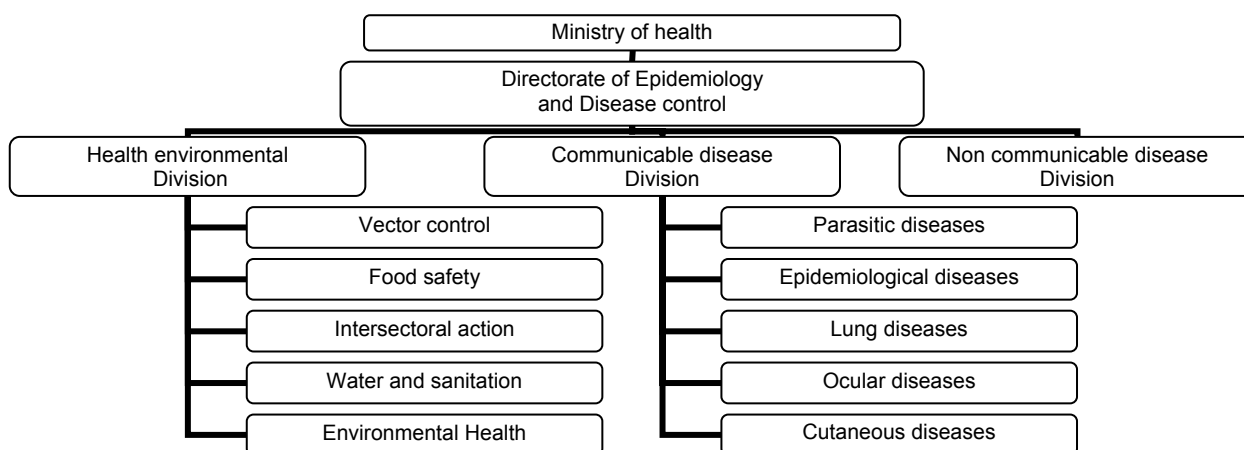 Ministry of health
Directorate of Epidemiology
and Disease control
Health environmental
Division
Communicable disease
Division
Non communicable disease
Division
Vector control
Food safety
Intersectoral action
Water and sanitation
Environmental Health
Parasitic diseases
Epidemiological diseases
Lung diseases
Ocular diseases
Cutaneous diseases